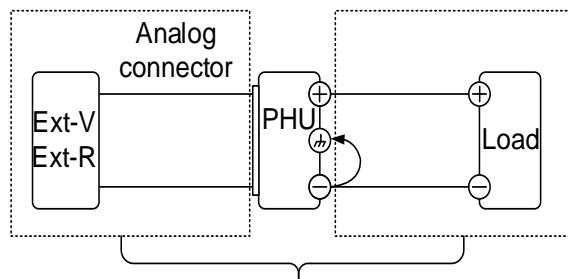 Analog
connector
Ext-V
Ext-R
PHU
Load
+
+
−
−